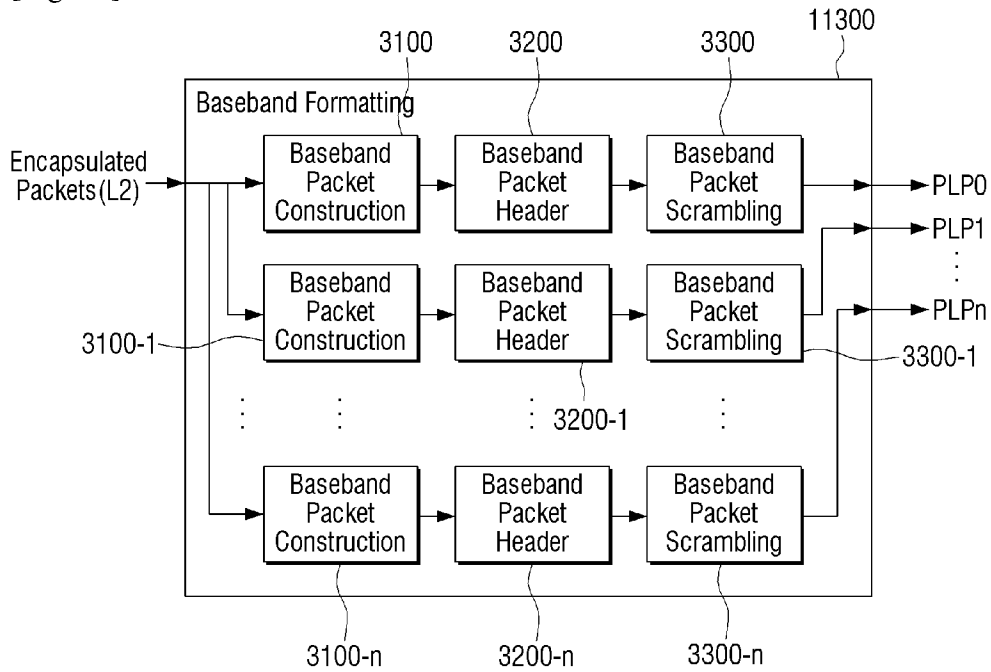 11300
3100
3200
3300
Baseband Formatting
Encapsulated
Packets(L2)
Baseband
Packet
Construction
Baseband
Packet
Header
Baseband
Packet
Scrambling
PLP0
PLP1
Baseband
Packet
Construction
Baseband
Packet
Header
Baseband
Packet
Scrambling
PLPn
3100-1
3200-1
3300-1
Baseband
Packet
Construction
Baseband
Packet
Header
Baseband
Packet
Scrambling
3100-n
3200-n
3300-n